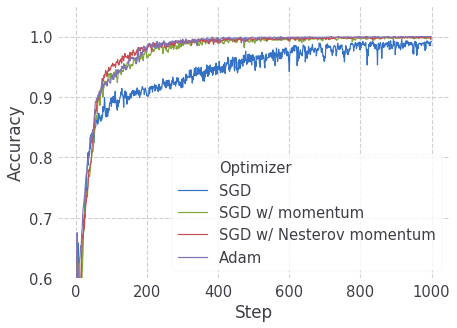 1.0
0.9
0.8
0.7
0.6
Accuracy
Optimizer
SGD
SGD w/ momentum
SGD w/ Nesterov momentum
Adam
0 200 400 600 800 1000
Step